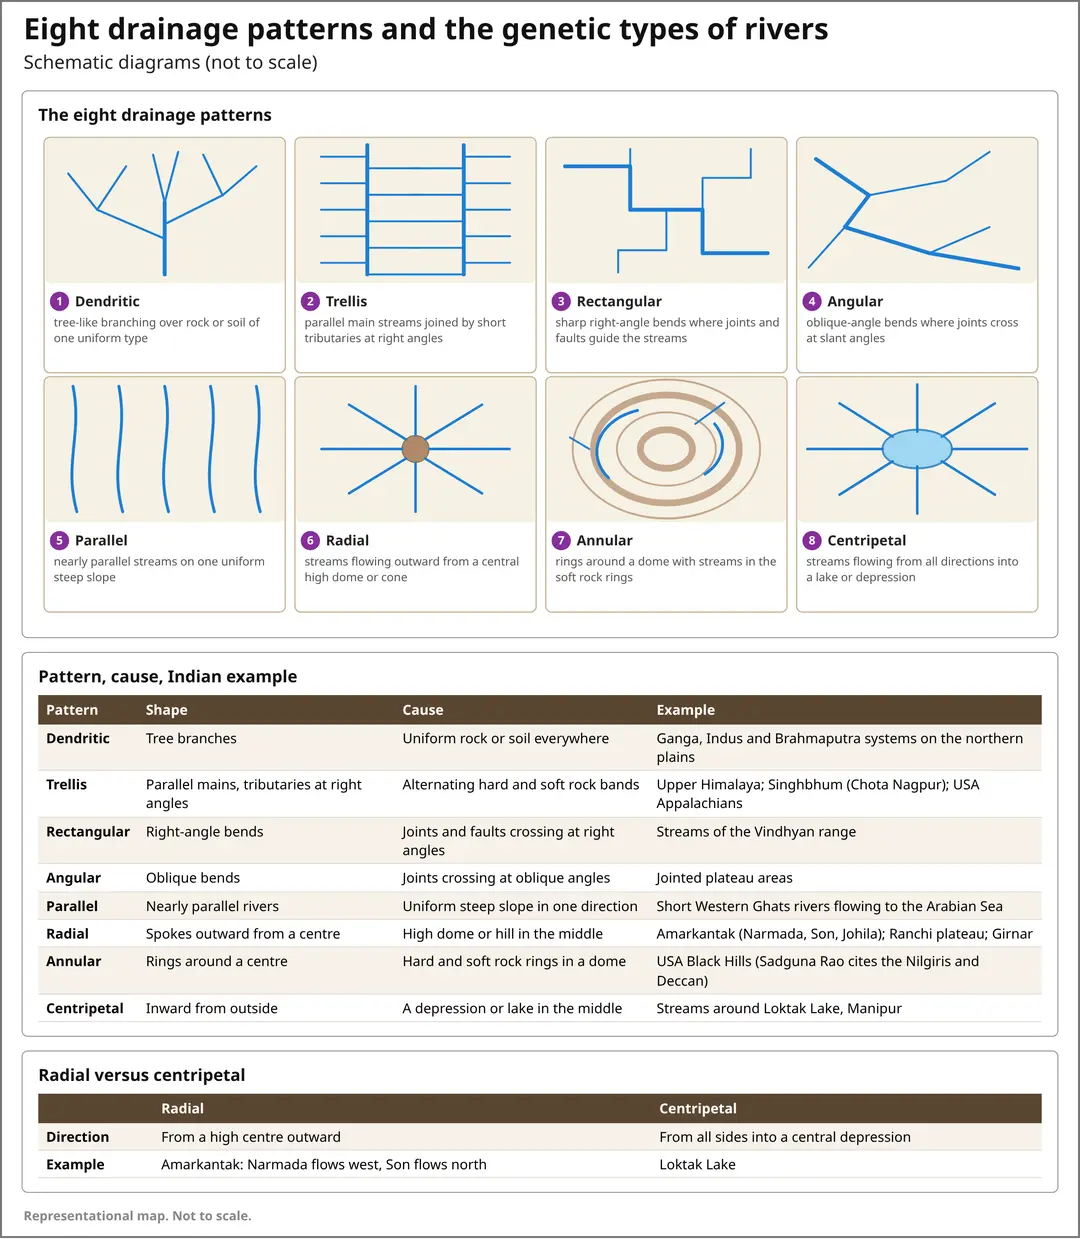 Eight drainage patterns and the genetic types of rivers
Schematic diagrams (not to scale)
The eight drainage patterns
1 Dendritic
tree-like branching over rock or soil of
one uniform type
2 Trellis
parallel main streams joined by short
tributaries at right angles
3 Rectangular
sharp right-angle bends where joints and
faults guide the streams
4 Angular
oblique-angle bends where joints cross
at slant angles
5 Parallel
nearly parallel streams on one uniform
steep slope
6 Radial
streams flowing outward from a central
high dome or cone
7 Annular
rings around a dome with streams in the
soft rock rings
8 Centripetal
streams flowing from all directions into
a lake or depression
Pattern, cause, Indian example
Pattern Shape Cause Example
Dendritic Tree branches Uniform rock or soil everywhere Ganga, Indus and Brahmaputra systems on the northern
plains
Trellis Parallel mains, tributaries at right Alternating hard and soft rock bands Upper Himalaya; Singhbhum (Chota Nagpur); USA
angles Appalachians
Rectangular Right-angle bends Joints and faults crossing at right Streams of the Vindhyan range
angles
Angular Oblique bends Joints crossing at oblique angles Jointed plateau areas
Parallel Nearly parallel rivers Uniform steep slope in one direction Short Western Ghats rivers flowing to the Arabian Sea
Radial Spokes outward from a centre High dome or hill in the middle Amarkantak (Narmada, Son, Johila); Ranchi plateau; Girnar
Annular Rings around a centre Hard and soft rock rings in a dome USA Black Hills (Sadguna Rao cites the Nilgiris and
Deccan)
Centripetal Inward from outside A depression or lake in the middle Streams around Loktak Lake, Manipur
Radial versus centripetal
Radial Centripetal
Direction From a high centre outward From all sides into a central depression
Example Amarkantak: Narmada flows west, Son flows north Loktak Lake
Representational map. Not to scale.